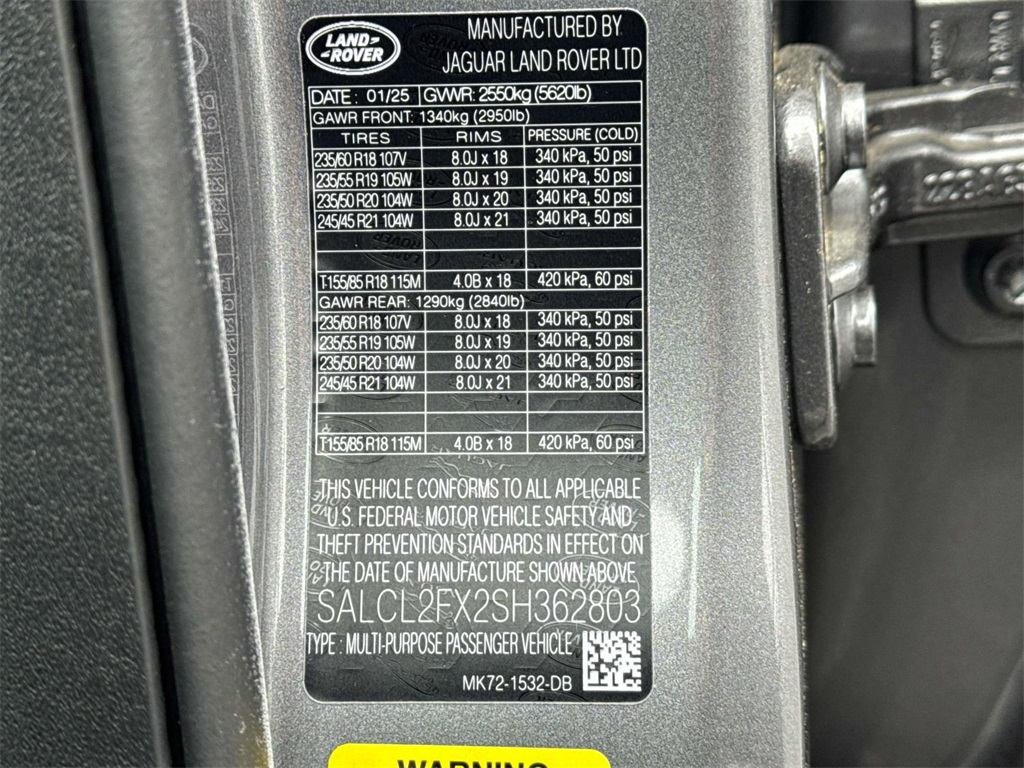 LAND-
-ROVER
MANUFACTURED BY
JAGUAR LAND ROVER LTD
DATE: 01/25 GVWR: 2550kg (5620lb)
GAWR FRONT: 1340kg (2950lb)
TIRES RIMS PRESSURE (COLD)
235/60 R18 107V 8.0J x 18 340 kPa, 50 psi
235/55 R19 105W 8.0J x 19 340 kPa, 50 psi
235/50 R20 104W 8.0J x 20 340 kPa, 50 psi
245/45 R21 104W 8.0J x 21 340 kPa, 50 psi
T155/85 R18 115M 4.0B x 18 420 kPa, 60 psi
GAWR REAR: 1290kg (2840lb)
235/60 R18 107V 8.0J x 18 340 kPa, 50 psi
235/55 R19 105W 8.0J x 19 340 kPa, 50 psi
235/50 R20 104W 8.0J x 20 340 kPa, 50 psi
245/45 R21 104W 8.0J x 21 340 kPa, 50 psi
T155/85 R18 115M 4.0B x 18 420 kPa, 60 psi
THIS VEHICLE CONFORMS TO ALL APPLICABLE
U.S. FEDERAL MOTOR VEHICLE SAFETY AND
THEFT PREVENTION STANDARDS IN EFFECT ON
THE DATE OF MANUFACTURE SHOWN ABOVE
SALCL2FX2SH362803
TYPE : MULTI-PURPOSE PASSENGER VEHICLE
MK72-1532-DB
WARNING